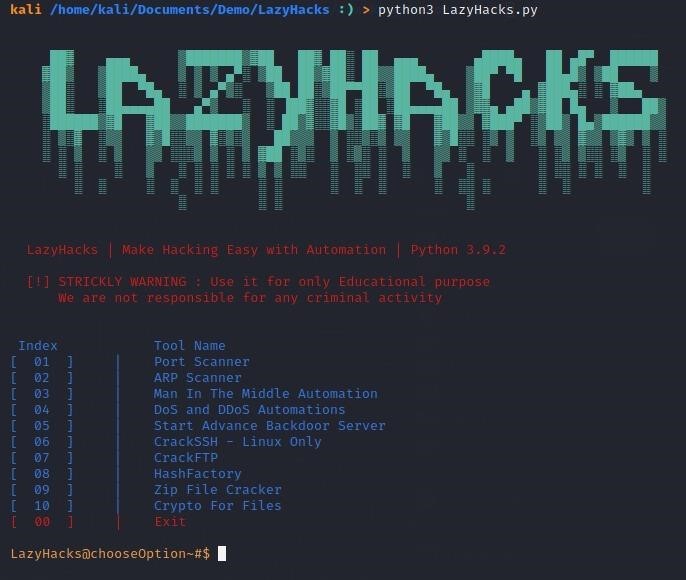 kali /home/kali/Documents/Demo/LazyHacks :) > python3 LazyHacks.py
LAZYHACKS
LazyHacks | Make Hacking Easy with Automation | Python 3.9.2
[!] STRICKLY WARNING : Use it for only Educational purpose
We are not responsible for any criminal activity
Index Tool Name
[ 01 ] | Port Scanner
[ 02 ] | ARP Scanner
[ 03 ] | Man In The Middle Automation
[ 04 ] | DoS and DDoS Automations
[ 05 ] | Start Advance Backdoor Server
[ 06 ] | CrackSSH - Linux Only
[ 07 ] | CrackFTP
[ 08 ] | HashFactory
[ 09 ] | Zip File Cracker
[ 10 ] | Crypto For Files
[ 00 ] | Exit
LazyHacks@chooseOption~#$